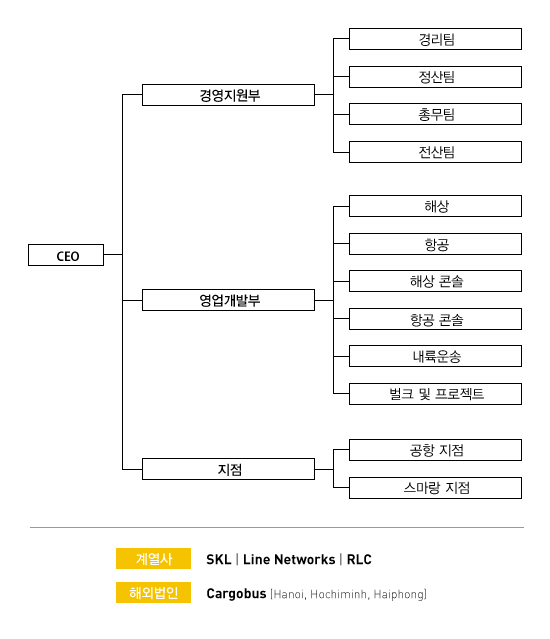 CEO
경영지원부
경리팀
정산팀
총무팀
전산팀
영업개발부
해상
항공
해상 콘솔
항공 콘솔
내륙운송
벌크 및 프로젝트
지점
공항 지점
스마랑 지점
계열사 SKL | Line Networks | RLC
해외법인 Cargobus [Hanoi, Hochiminh, Haiphong]